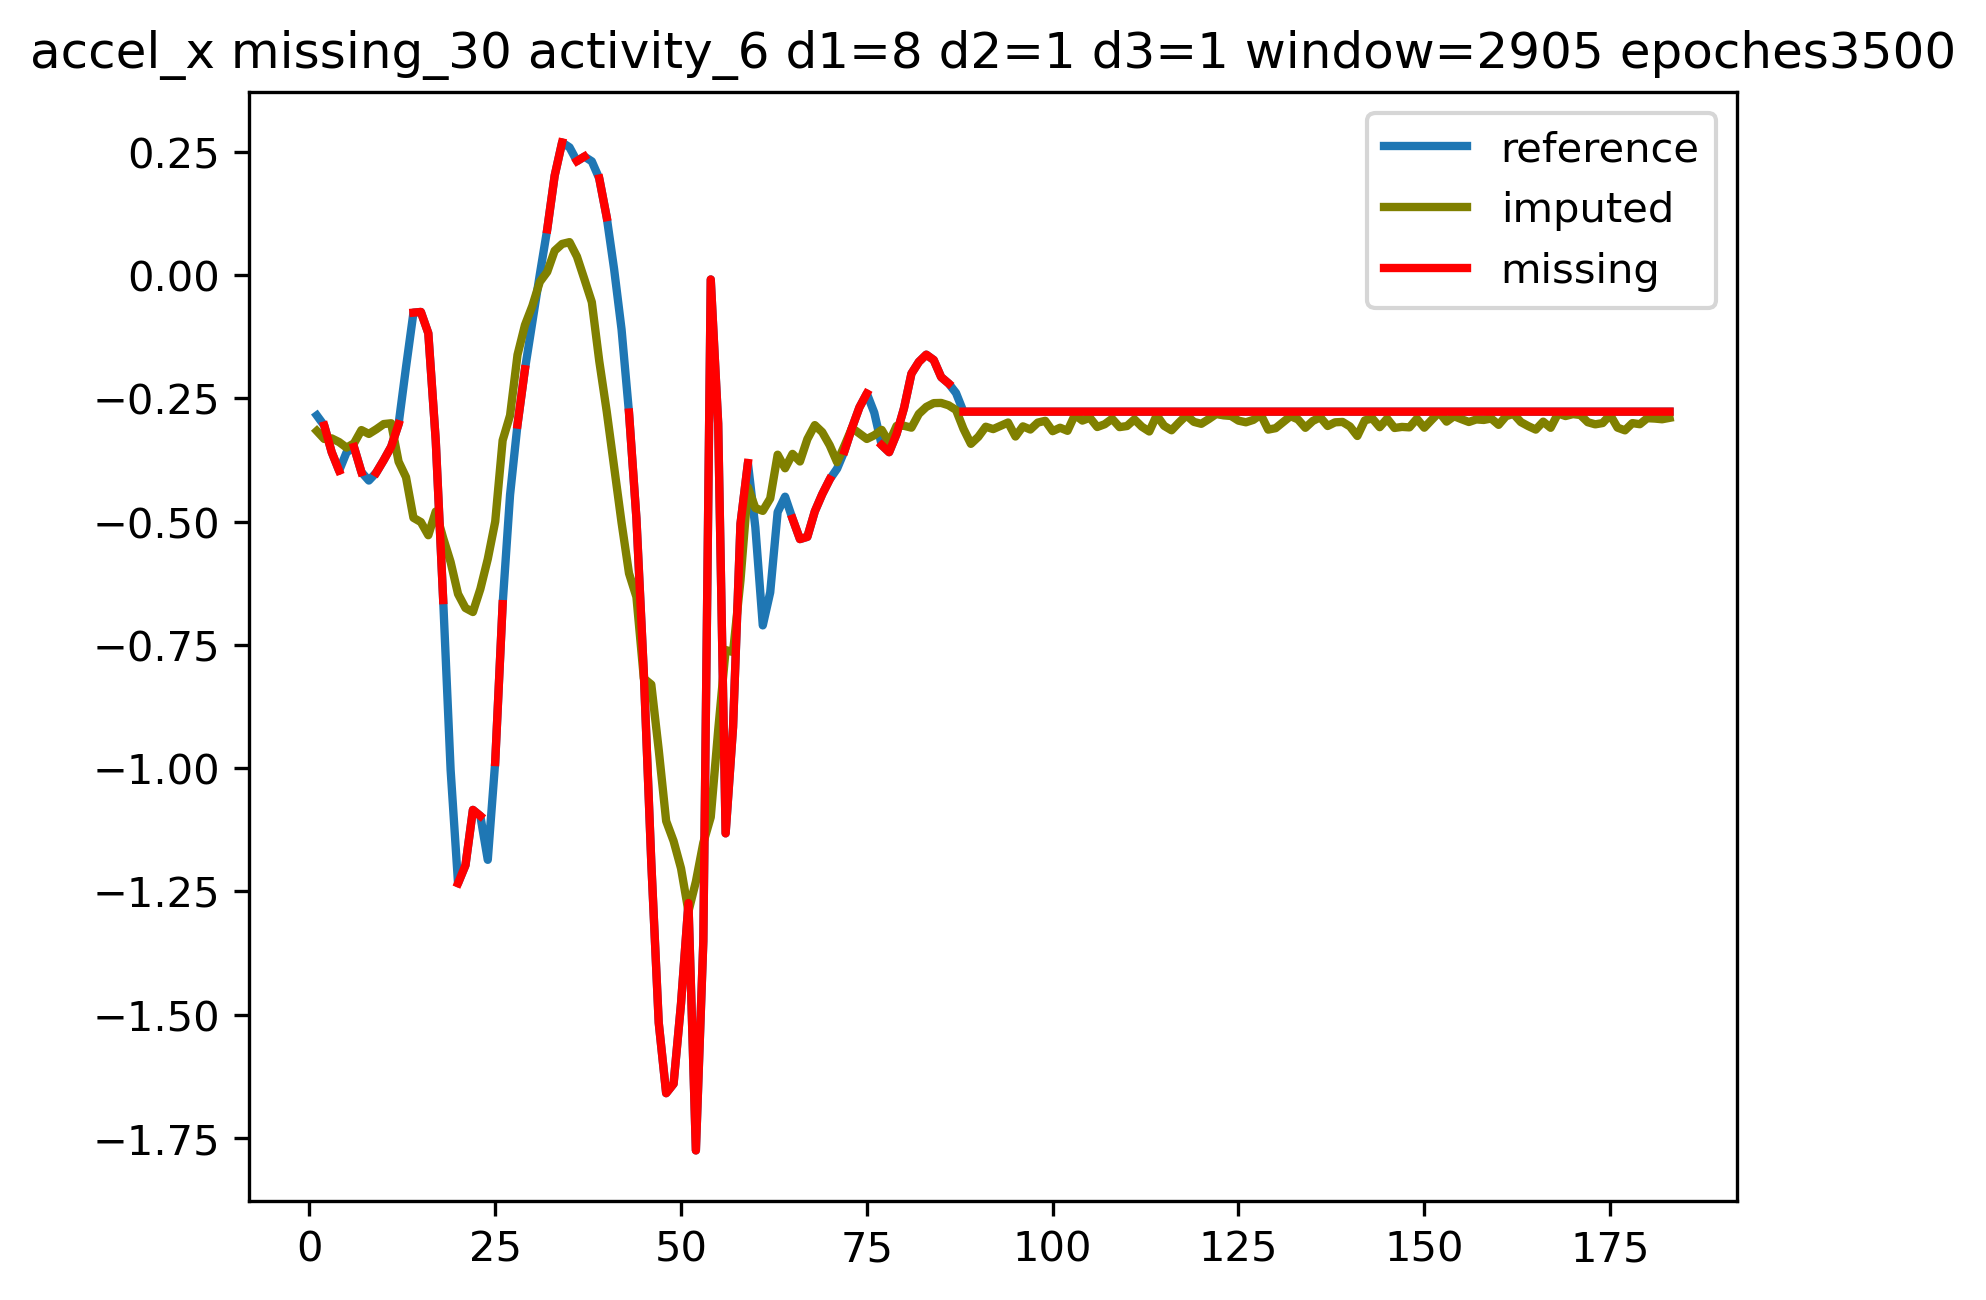 accel_x missing_30 activity_6 d1=8 d2=1 d3=1 window=2905 epoches3500
reference
imputed
missing
0.25
0.00
−0.25
−0.50
−0.75
−1.00
−1.25
−1.50
−1.75
0 25 50 75 100 125 150 175